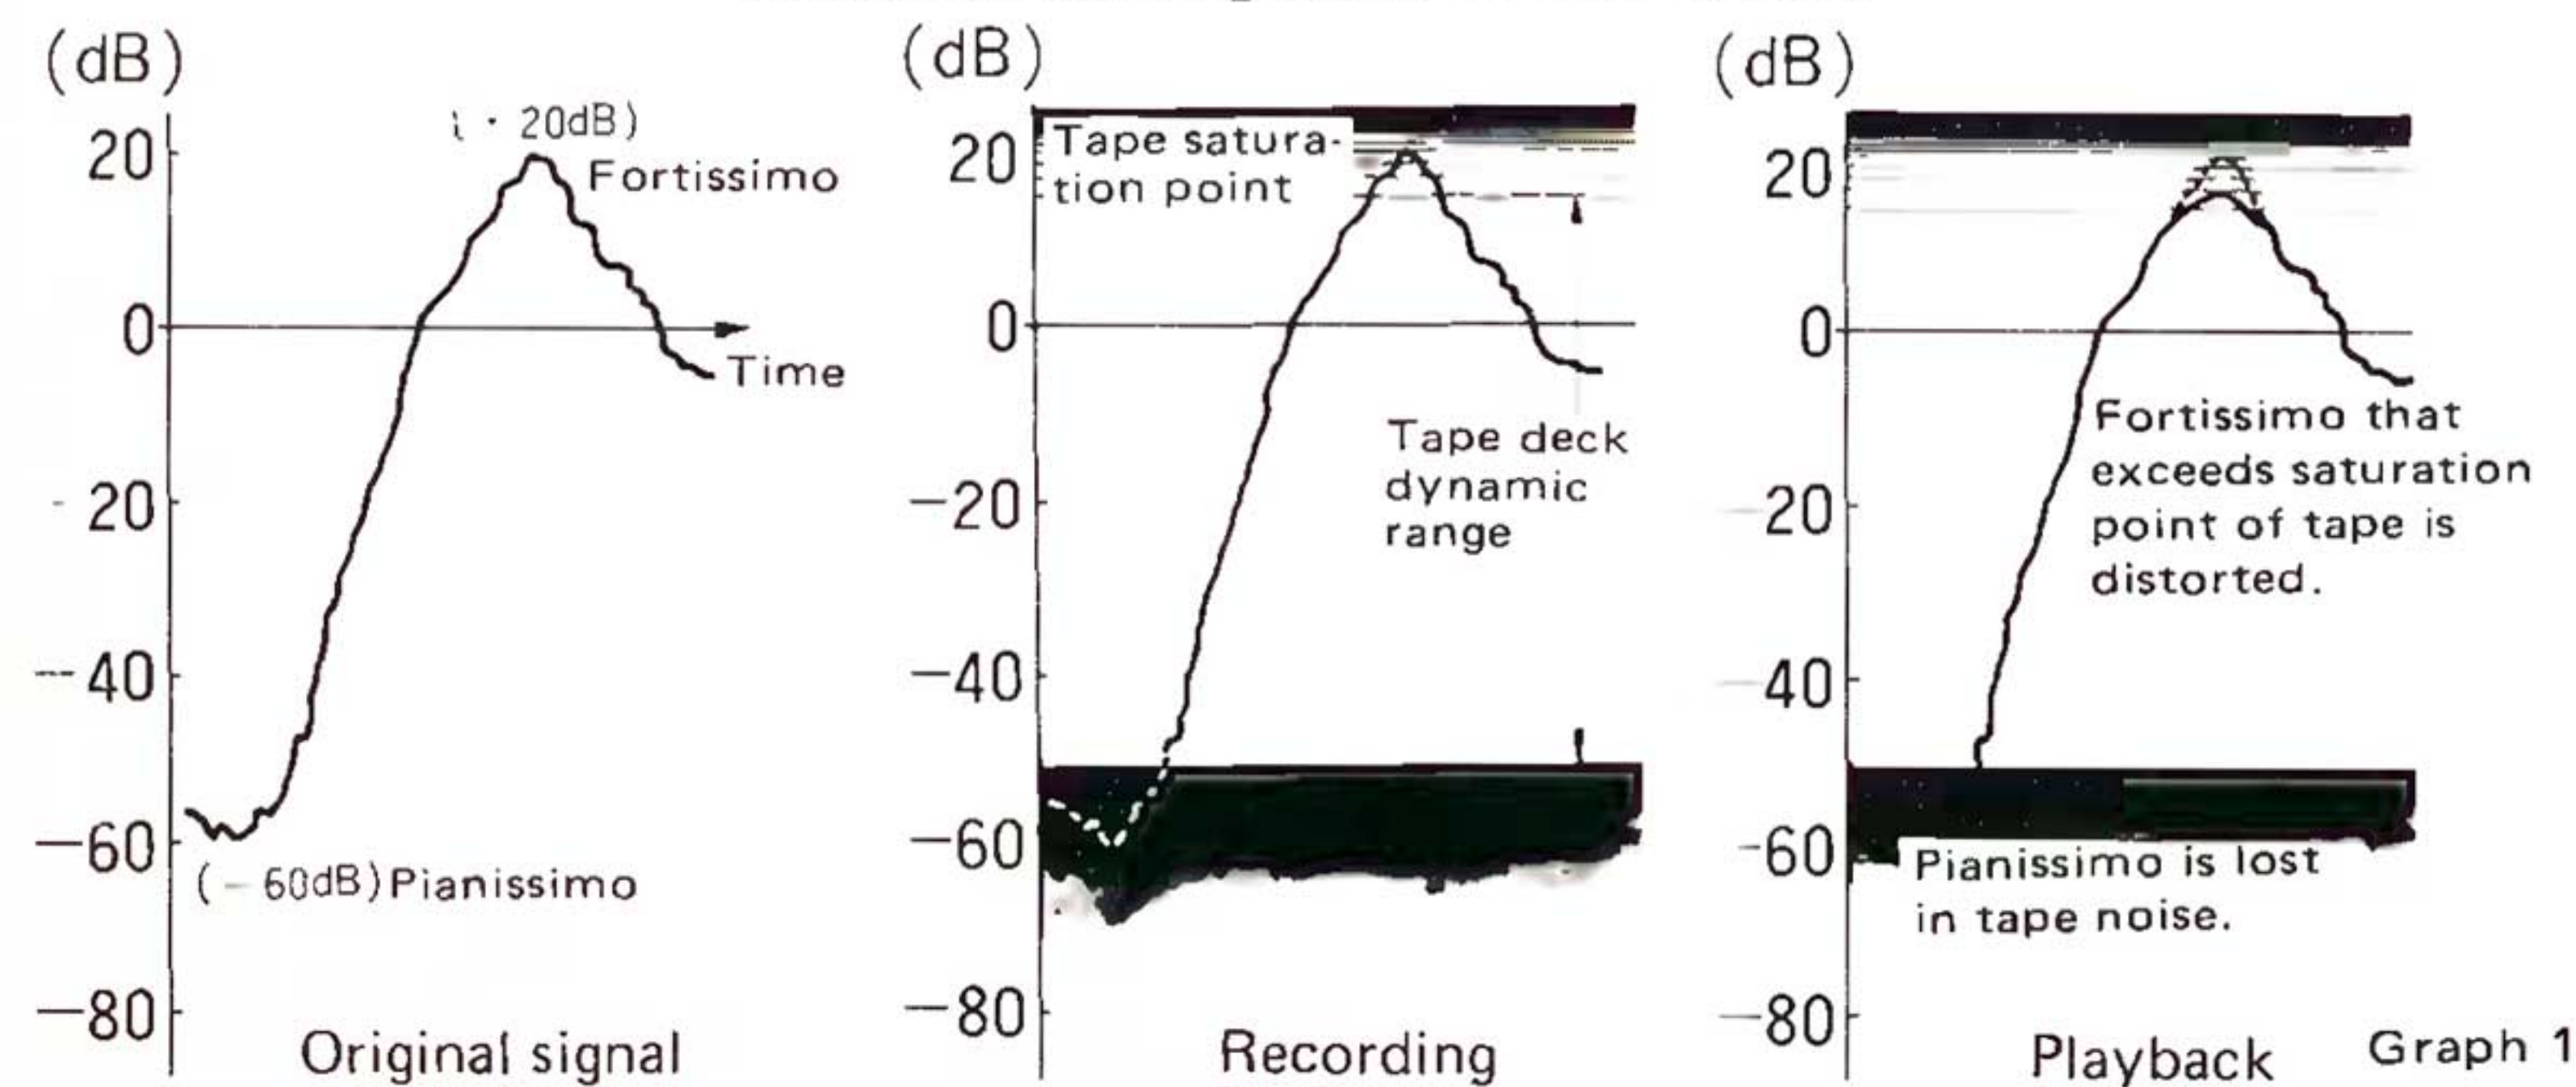 (dB)
20
0
- 20
-40
-60
-80
20dB)
Fortissimo
Time
(-60dB) Pianissimo
Original signal
(dB)
20
0
-20
-40
-60
-80
Tape satura-
tion point
Tape deck
dynamic
range
Recording
(dB)
20
0
-20
-40
-60
-80
Fortissimo that
exceeds saturation
point of tape is
distorted.
Pianissimo is lost
in tape noise.
Playback
Graph 1